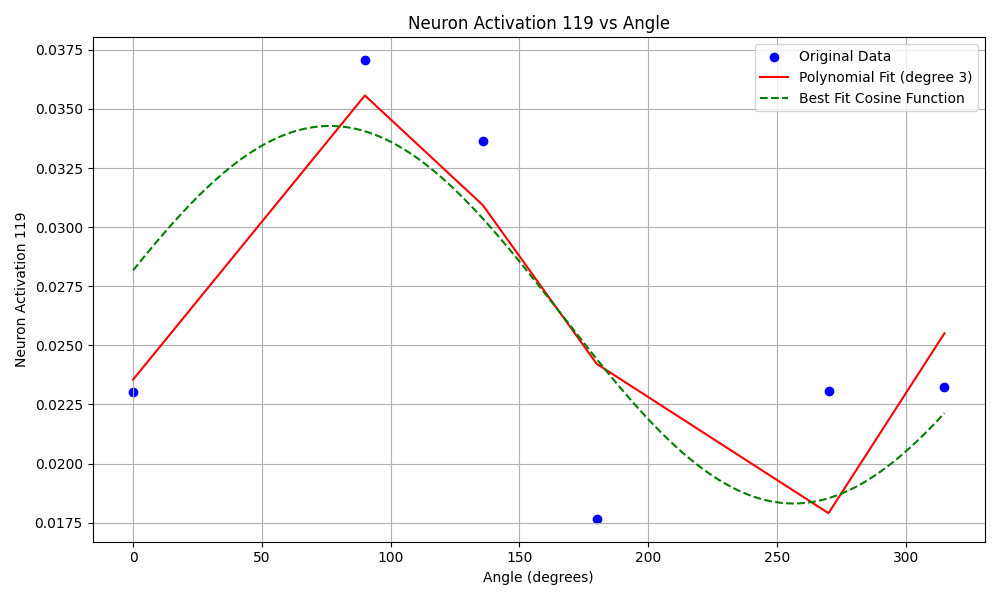 Neuron Activation 119 vs Angle
0.0375
0.0350
0.0325
0.0300
0.0275
0.0250
0.0225
0.0200
0.0175
Neuron Activation 119
Original Data
Polynomial Fit (degree 3)
Best Fit Cosine Function
0 50 100 150 200 250 300
Angle (degrees)